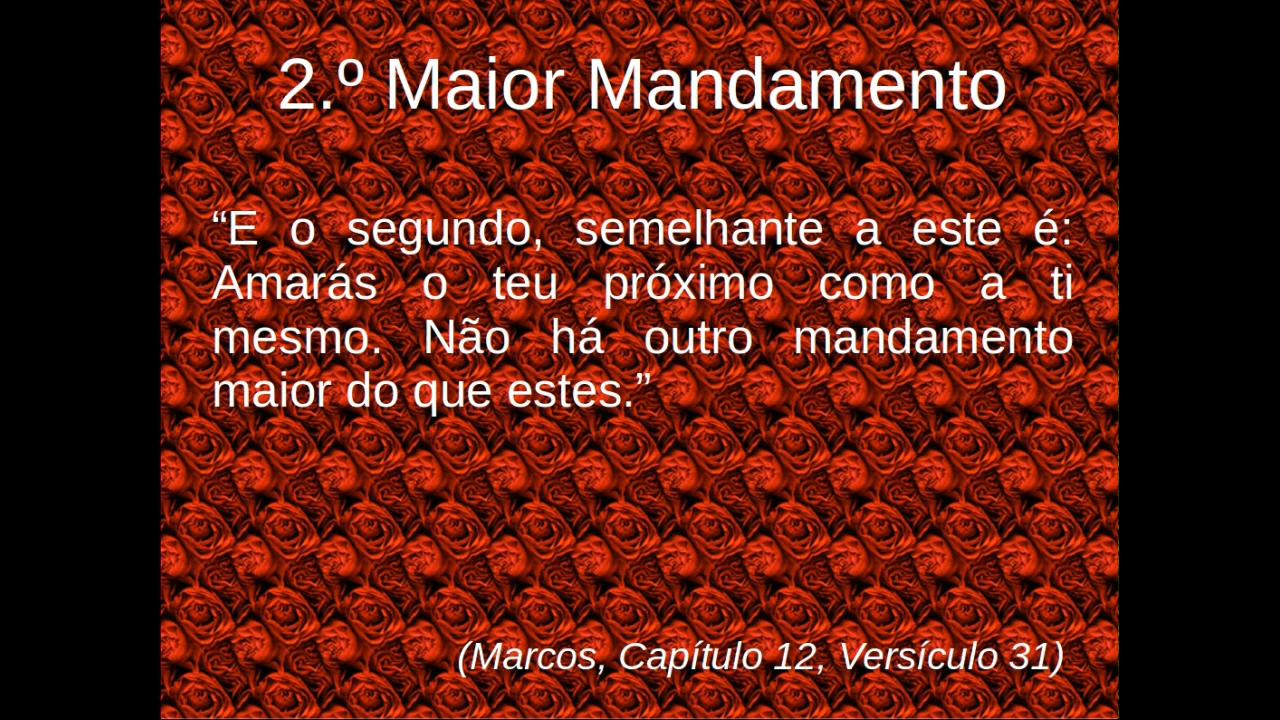 2.º Maior Mandamento
“E o segundo, semelhante a este é:
Amarás o teu próximo como a ti
mesmo. Não há outro mandamento
maior do que estes.”
(Marcos, Capítulo 12, Versículo 31)